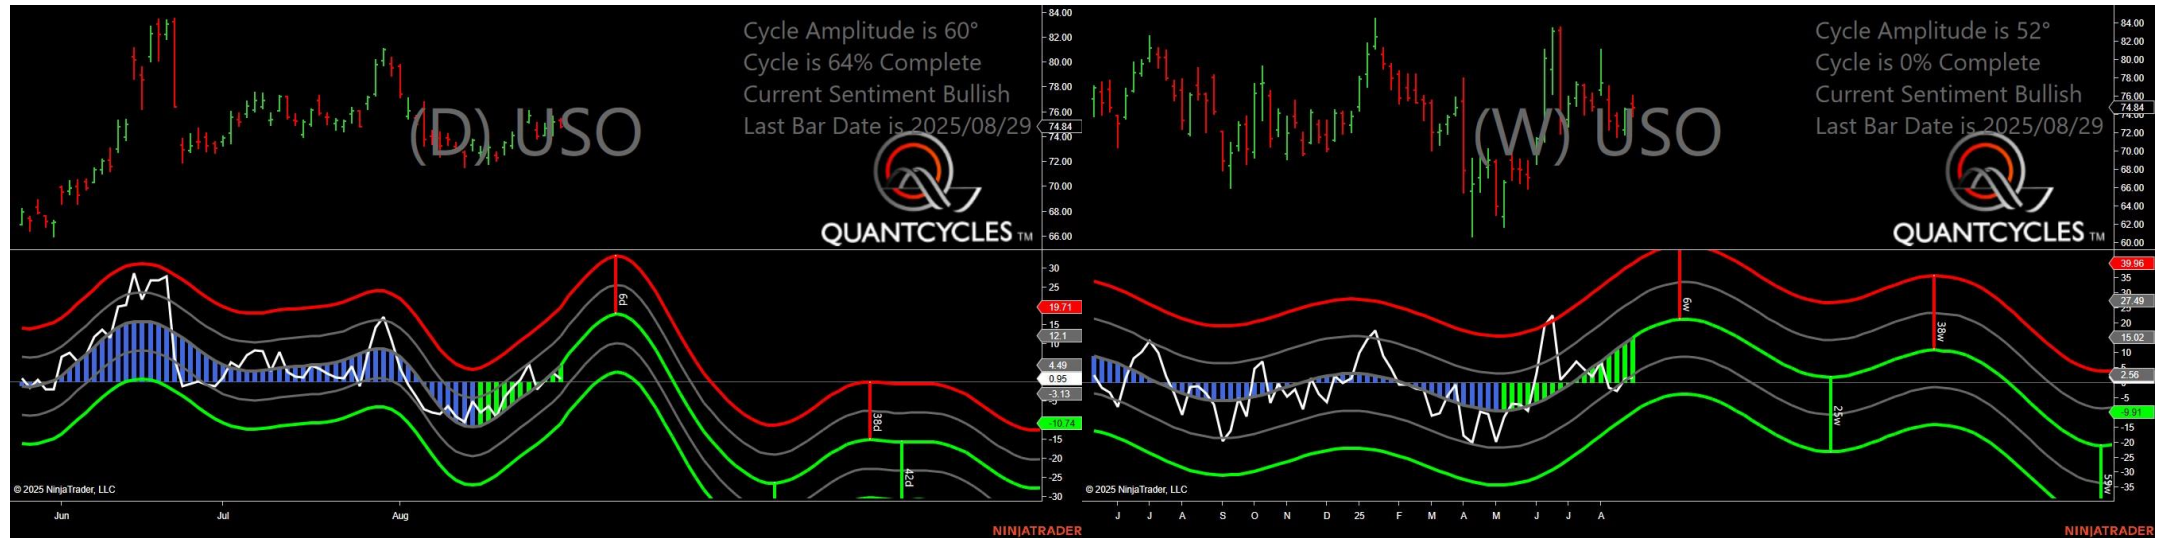 Cycle Amplitude is 60°
Cycle is 64% Complete
Current Sentiment Bullish
Last Bar Date is 2025/08/29
(D) USO
QUANTCYCLES TM
84.00
82.00
80.00
78.00
76.00
74.84
74.00
72.00
70.00
68.00
66.00
30
25
19.71
15
12.1
10
4.49
0.95
-3.13
-5
-10.74
-15
-20
-25
-30
6d
38d
42d
© 2025 NinjaTrader, LLC
Jun
Jul
Aug
NINJATRADER
Cycle Amplitude is 52°
Cycle is 0% Complete
Current Sentiment Bullish
Last Bar Date is 2025/08/29
(W) USO
QUANTCYCLES TM
84.00
82.00
80.00
78.00
76.00
74.84
74.00
72.00
70.00
68.00
66.00
64.00
62.00
60.00
39.96
35
30
27.49
25
20
15.02
10
2.56
-5
-9.91
-15
-20
-25
-30
-35
6w
25w
38w
59w
© 2025 NinjaTrader, LLC
J
J
A
S
O
N
D
25
F
M
A
M
J
J
A
NINJATRADER